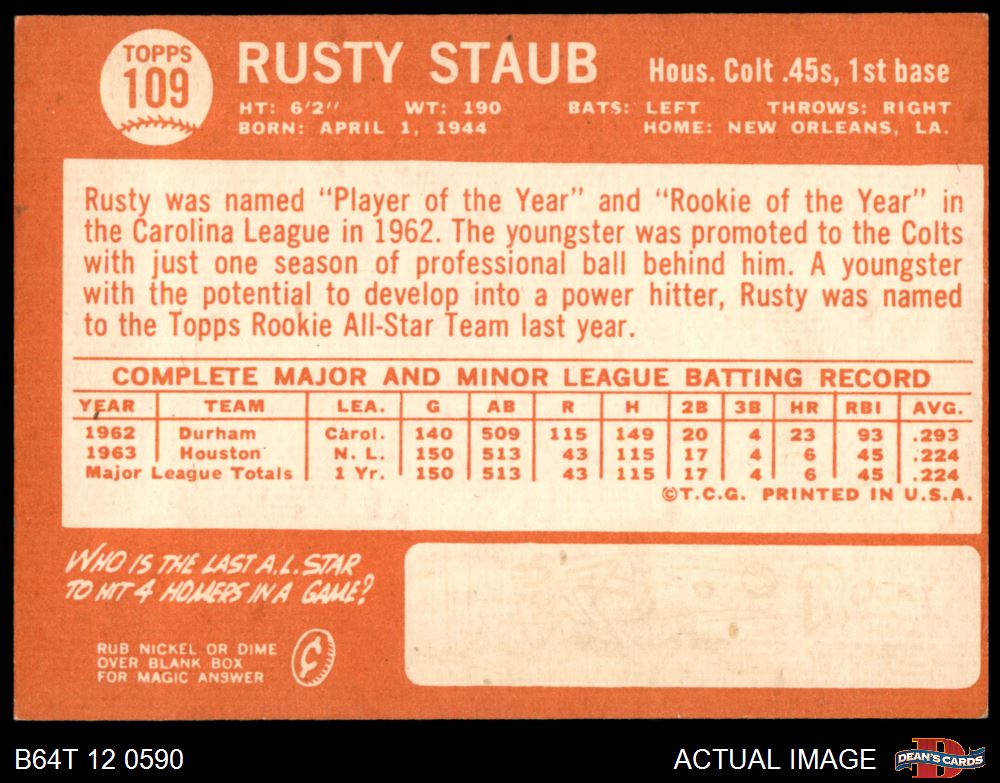 TOPPS
109
RUSTY STAUB
Hous. Colt .45s, 1st base
HT: 6'2" WT: 190 BATS: LEFT THROWS: RIGHT
BORN: APRIL 1, 1944 HOME: NEW ORLEANS, LA.
Rusty was named "Player of the Year" and "Rookie of the Year" in
the Carolina League in 1962. The youngster was promoted to the Colts
with just one season of professional ball behind him. A youngster
with the potential to develop into a power hitter, Rusty was named
to the Topps Rookie All-Star Team last year.
COMPLETE MAJOR AND MINOR LEAGUE BATTING RECORD
YEAR TEAM LEA. G AB R H 2B 3B HR RBI AVG.
1962 Durham Carol. 140 509 115 149 20 4 23 93 .293
1963 Houston N. L. 150 513 43 115 17 4 6 45 .224
Major League Totals 1 Yr. 150 513 43 115 17 4 6 45 .224
©T.C.G. PRINTED IN U.S.A.
WHO IS THE LAST A.L. STAR
TO HIT 4 HOMERS IN A GAME?
RUB NICKEL OR DIME
OVER BLANK BOX
FOR MAGIC ANSWER
¢
B64T 12 0590
ACTUAL IMAGE
D
DEAN'S CARDS